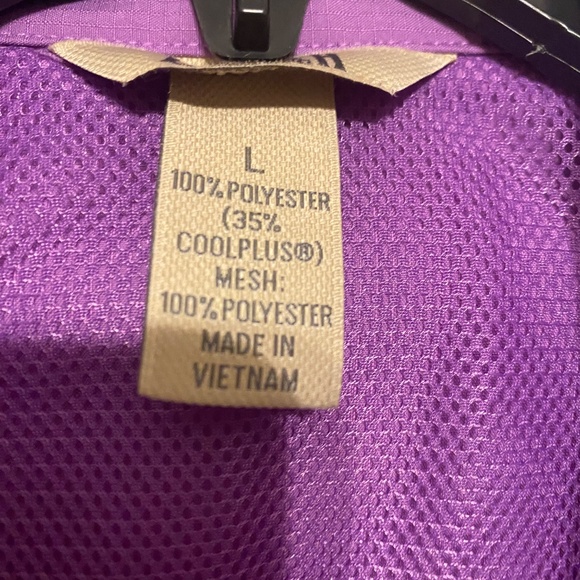 L
100% POLYESTER
(35%
COOLPLUS®)
MESH:
100% POLYESTER
MADE IN
VIETNAM